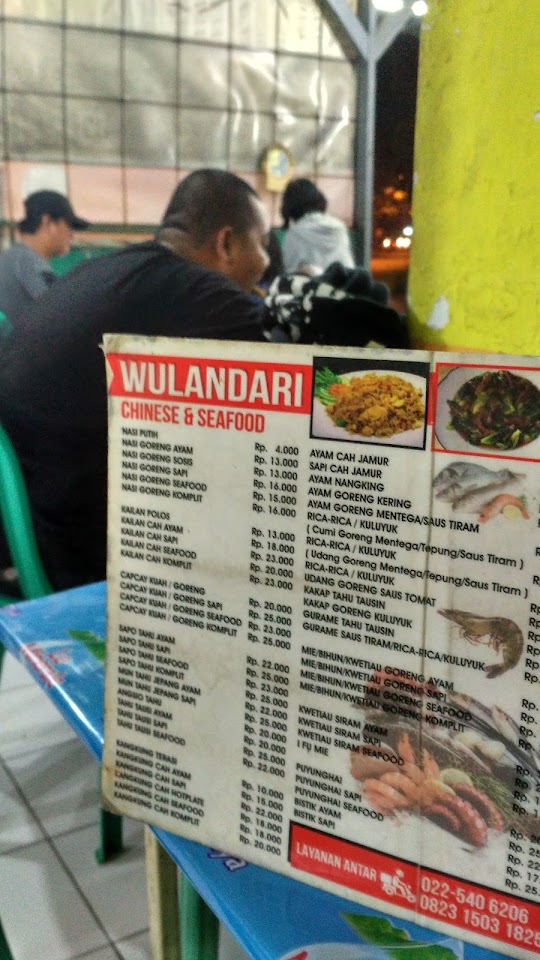 WULANDARI
CHINESE & SEAFOOD
NASI PUTIH Rp. 4.000
NASI GORENG AYAM Rp. 13.000
NASI GORENG SOSIS Rp. 13.000
NASI GORENG SAPI Rp. 16.000
NASI GORENG SEAFOOD Rp. 15.000
NASI GORENG KOMPLIT Rp. 16.000
KAILAN POLOS Rp. 13.000
KAILAN CAH AYAM Rp. 18.000
KAILAN CAH SAPI Rp. 23.000
KAILAN CAH SEAFOOD Rp. 20.000
KAILAN CAH KOMPLIT Rp. 23.000
CAPCAY KUAH / GORENG Rp. 20.000
CAPCAY KUAH / GORENG SAPI Rp. 25.000
CAPCAY KUAH / GORENG SEAFOOD Rp. 23.000
CAPCAY KUAH / GORENG KOMPLIT Rp. 25.000
SAPO TAHU AYAM Rp. 22.000
SAPO TAHU SAPI Rp. 25.000
SAPO TAHU SEAFOOD Rp. 23.000
SAPO TAHU KOMPLIT Rp. 25.000
MUN TAHU JEPANG AYAM Rp. 22.000
MUN TAHU JEPANG SAPI Rp. 25.000
ANGSIO TAHU Rp. 20.000
TAHU TAUSI AYAM Rp. 20.000
TAHU TAUSI SAPI Rp. 25.000
TAHU TAUSI SEAFOOD Rp. 22.000
KANGKUNG TERASI Rp. 10.000
KANGKUNG CAH AYAM Rp. 15.000
KANGKUNG CAH SAPI Rp. 22.000
KANGKUNG CAH HOTPLATE Rp. 18.000
KANGKUNG CAH SEAFOOD Rp. 18.000
KANGKUNG CAH KOMPLIT Rp. 20.000
AYAM CAH JAMUR
SAPI CAH JAMUR
AYAM NANGKING
AYAM GORENG KERING
AYAM GORENG MENTEGA/SAUS TIRAM
RICA-RICA / KULUYUK
( Cumi Goreng Mentega/Tepung/Saus Tiram )
RICA-RICA / KULUYUK
( Udang Goreng Mentega/Tepung/Saus Tiram )
RICA-RICA / KULUYUK
UDANG GORENG SAUS TOMAT
KAKAP TAHU TAUSIN
KAKAP GORENG KULUYUK
GURAME TAHU TAUSIN
GURAME SAUS TIRAM/RICA-RICA/KULUYUK
MIE/BIHUN/KWETIAU GORENG AYAM
MIE/BIHUN/KWETIAU GORENG SAPI
MIE/BIHUN/KWETIAU GORENG SEAFOOD
MIE/BIHUN/KWETIAU GORENG KOMPLIT
KWETIAU SIRAM AYAM
KWETIAU SIRAM SAPI
KWETIAU SIRAM SEAFOOD
I FU MIE
PUYUNGHAI
PUYUNGHAI SAPI
PUYUNGHAI SEAFOOD
BISTIK AYAM
BISTIK SAPI
LAYANAN ANTAR
022-540 6206
0823 1503 1825